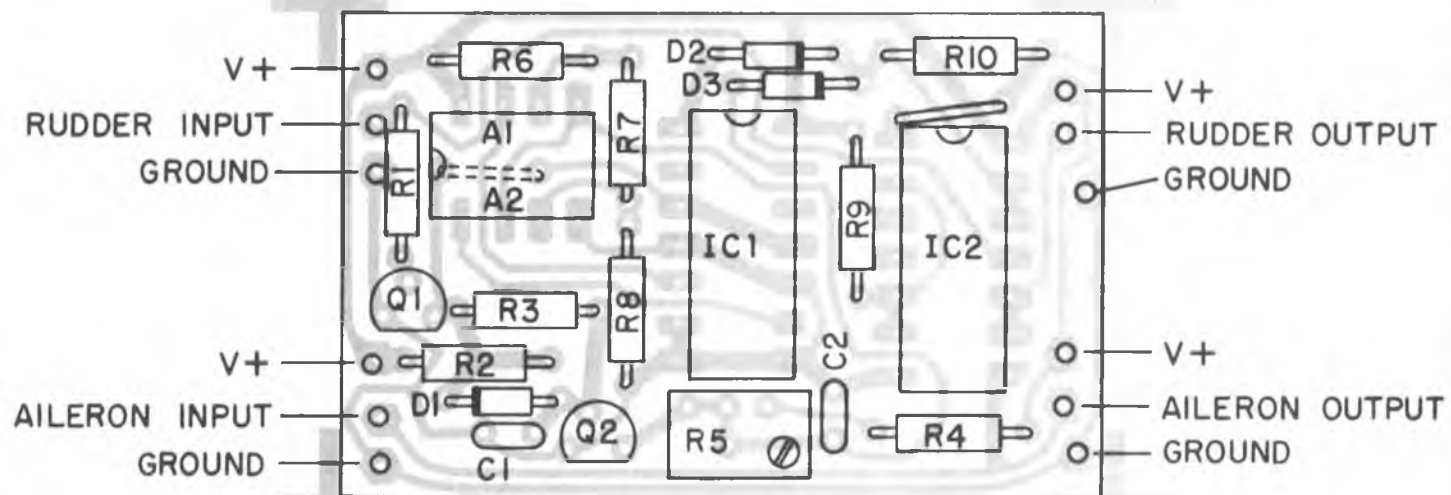 V+
RUDDER INPUT
GROUND
V+
AILERON INPUT
GROUND
R6
A1
A2
R1
R7
Q1
R3
R8
R2
D1
C1
Q2
D2
D3
IC1
R5
C2
R9
R10
IC2
R4
V+
RUDDER OUTPUT
GROUND
V+
AILERON OUTPUT
GROUND